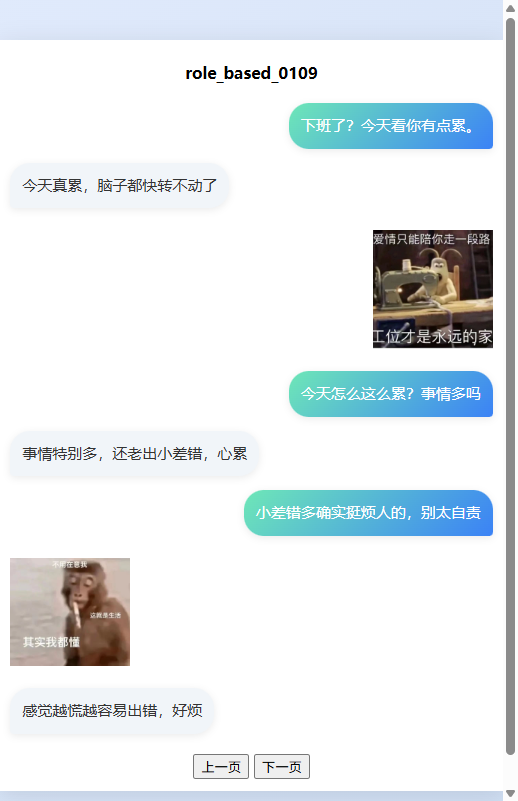 role_based_0109
下班了？今天看你有点累。
今天真累，脑子都快转不动了
爱情只能陪你走一段路
工位才是永远的家
今天怎么这么累？事情多吗
事情特别多，还老出小差错，心累
小差错多确实挺烦人的，别太自责
不用在意我
这就是生活
其实我都懂
感觉越慌越容易出错，好烦
上一页
下一页